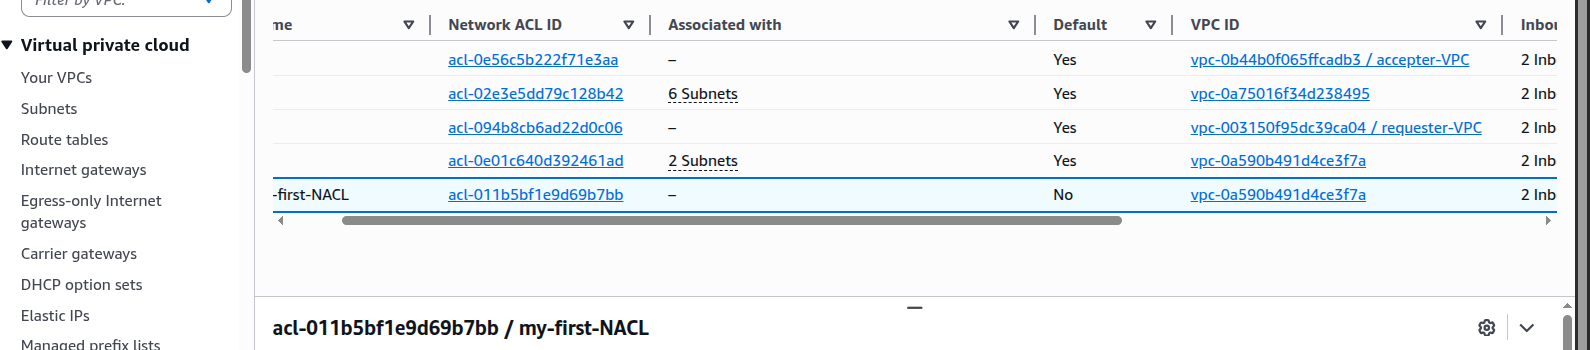 Filter by VPC.
Virtual private cloud
Your VPCs
Subnets
Route tables
Internet gateways
Egress-only Internet
gateways
Carrier gateways
DHCP option sets
Elastic IPs
Managed prefix lists
me Network ACL ID Associated with Default VPC ID Inbou
acl-0e56c5b222f71e3aa – Yes vpc-0b44b0f065ffcadb3 / accepter-VPC 2 Inb
acl-02e3e5dd79c128b42 6 Subnets Yes vpc-0a75016f34d238495 2 Inb
acl-094b8cb6ad22d0c06 – Yes vpc-003150f95dc39ca04 / requester-VPC 2 Inb
acl-0e01c640d392461ad 2 Subnets Yes vpc-0a590b491d4ce3f7a 2 Inb
-first-NACL acl-011b5bf1e9d69b7bb – No vpc-0a590b491d4ce3f7a 2 Inb
acl-011b5bf1e9d69b7bb / my-first-NACL